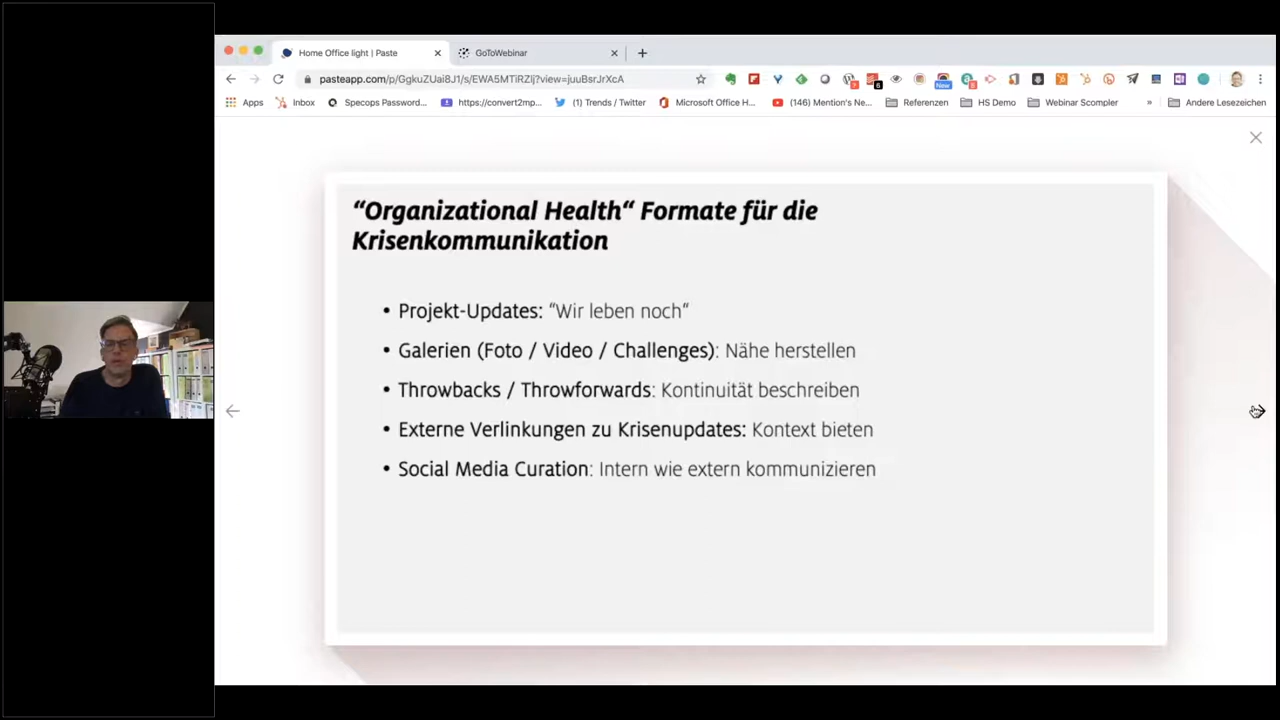 Home Office light | Paste
GoToWebinar
pasteapp.com/p/GgkuZUai8J1/s/EWA5MTiRZIj?view=juuBsrJrXcA
Apps
Inbox
Specops Password...
https://convert2mp...
(1) Trends / Twitter
Microsoft Office H...
(146) Mention's Ne...
Referenzen
HS Demo
Webinar Scompler
»
Andere Lesezeichen
New
“Organizational Health“ Formate für die
Krisenkommunikation
• Projekt-Updates: “Wir leben noch“
• Galerien (Foto / Video / Challenges): Nähe herstellen
• Throwbacks / Throwforwards: Kontinuität beschreiben
• Externe Verlinkungen zu Krisenupdates: Kontext bieten
• Social Media Curation: Intern wie extern kommunizieren